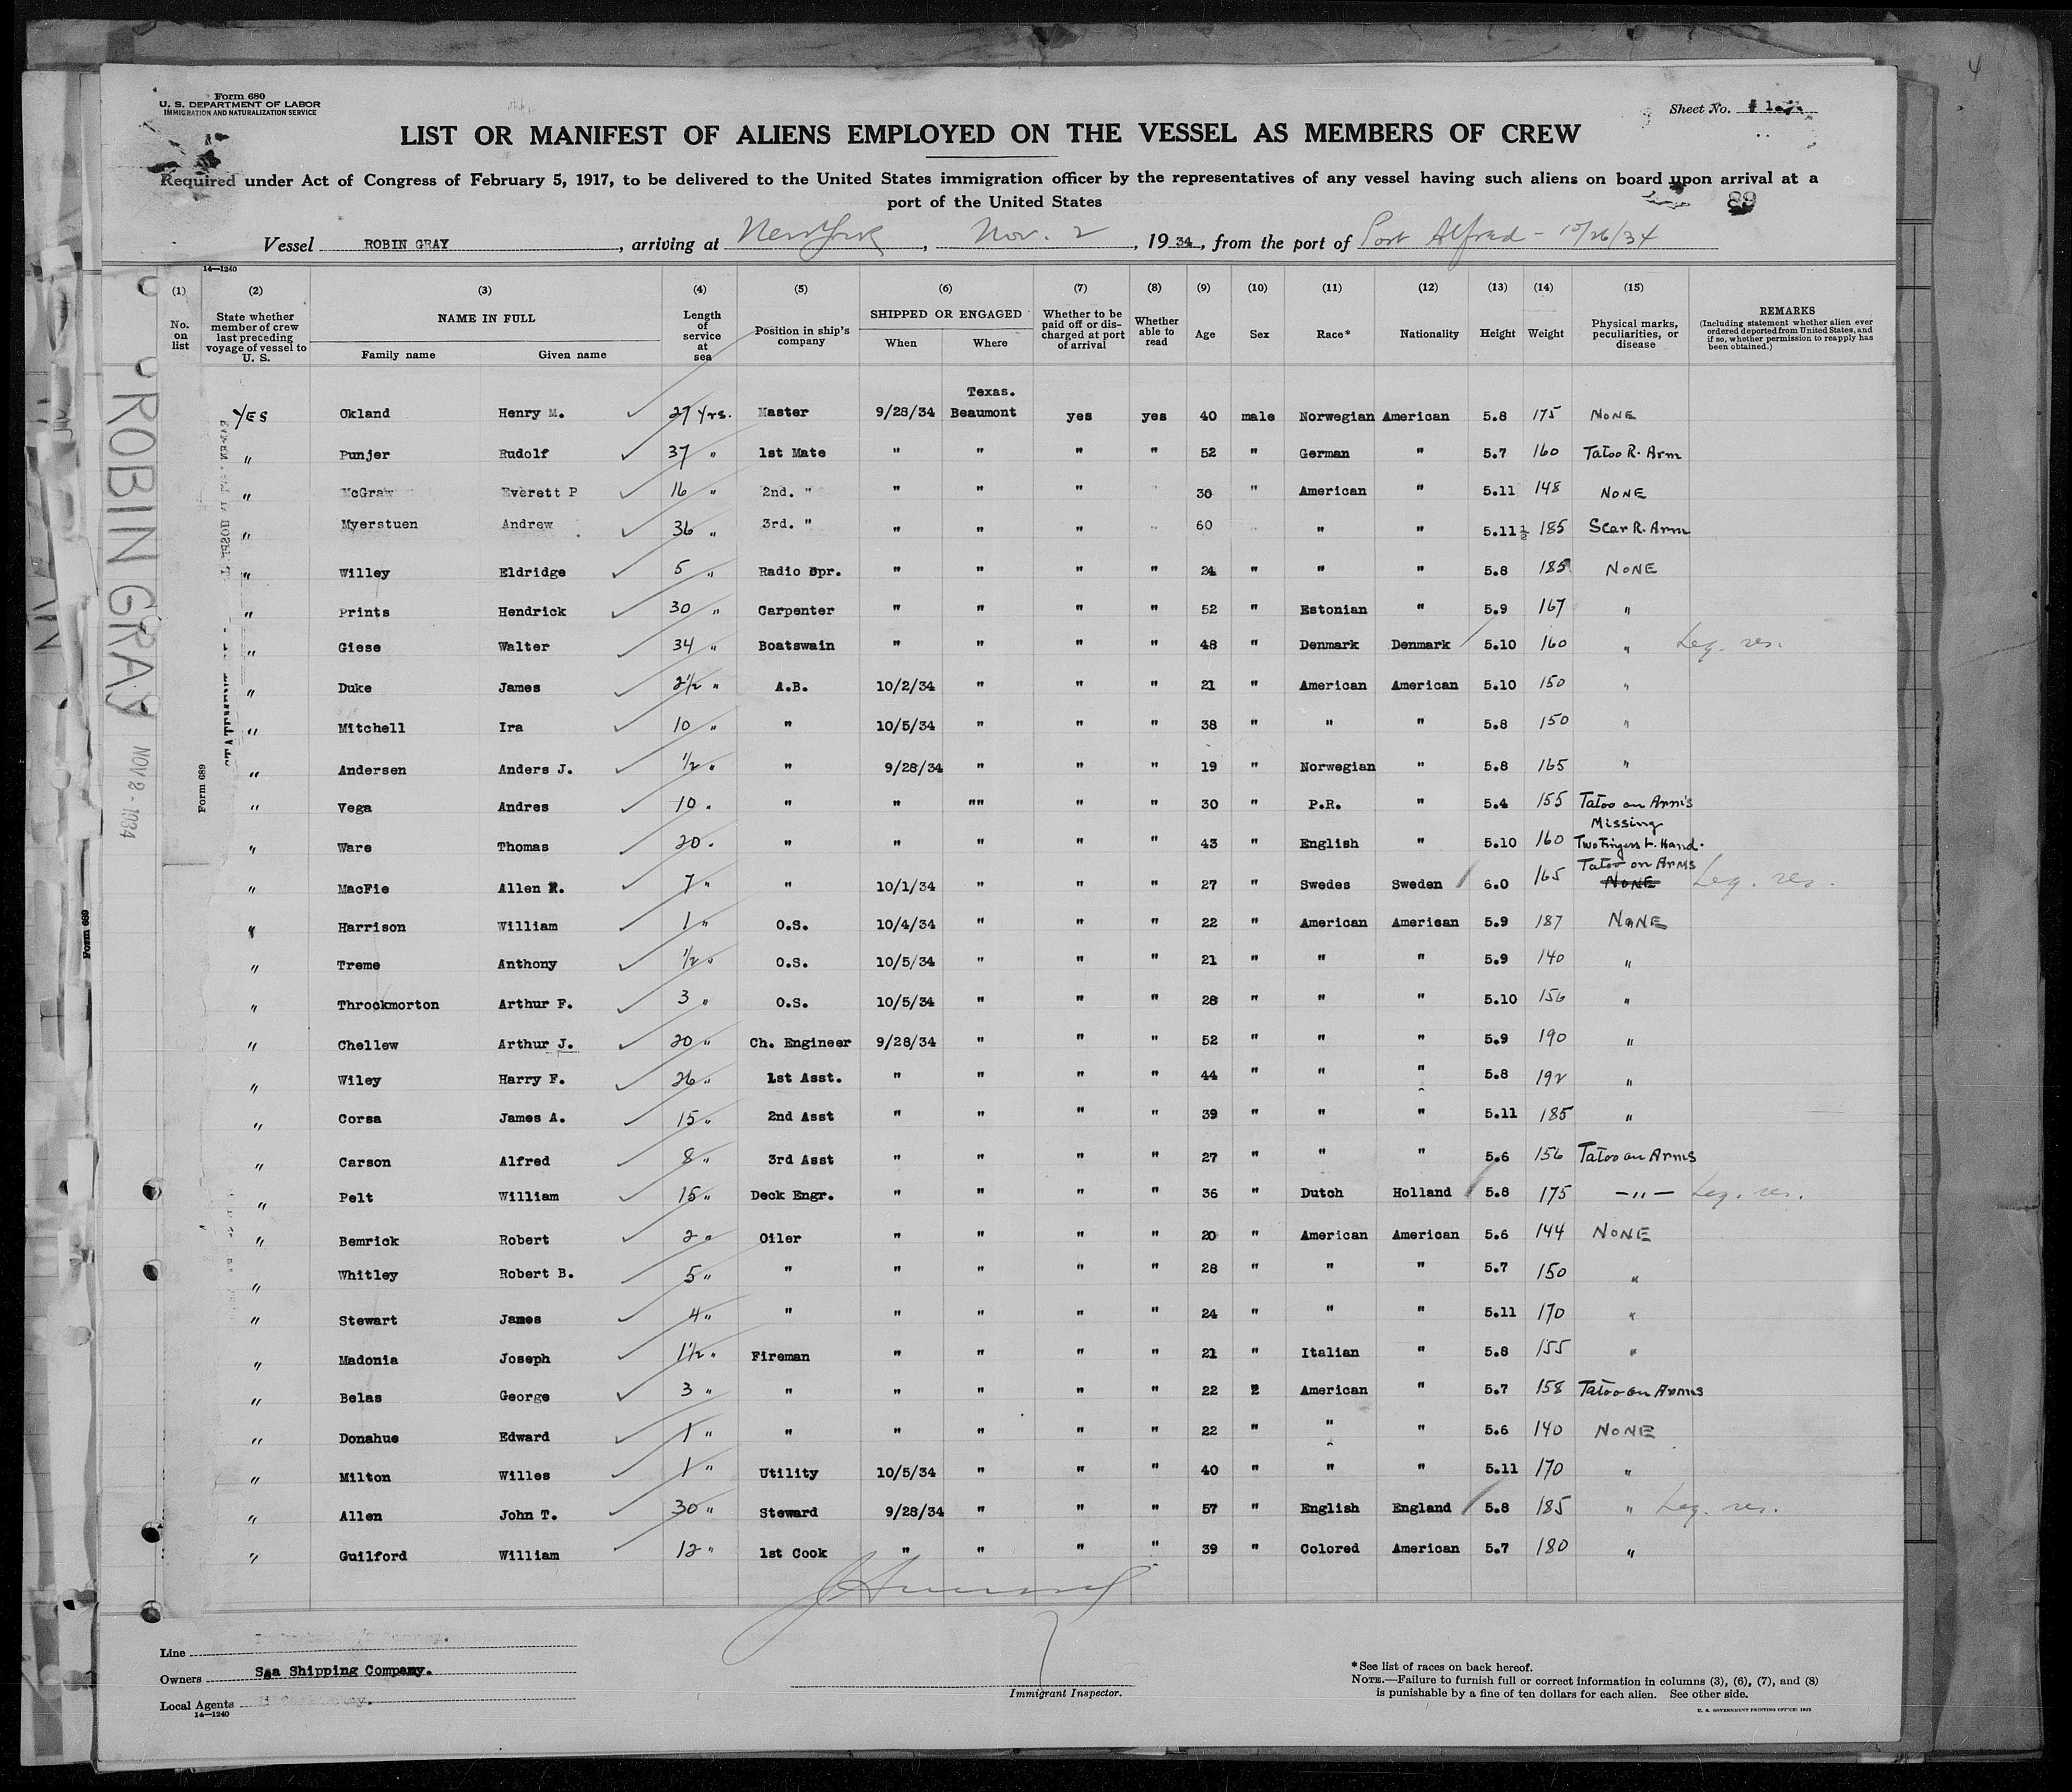 4
Form 680
U. S. DEPARTMENT OF LABOR
IMMIGRATION AND NATURALIZATION SERVICE
Sheet No. # 1
LIST OR MANIFEST OF ALIENS EMPLOYED ON THE VESSEL AS MEMBERS OF CREW
Required under Act of Congress of February 5, 1917, to be delivered to the United States immigration officer by the representatives of any vessel having such aliens on board upon arrival at a
port of the United States
89
Vessel ROBIN GRAY, arriving at New York, Nov. 2, 19 34, from the port of Port Alfred - 10/26/34
14—1240
(1) (2) (3) (4) (5) (6) (7) (8) (9) (10) (11) (12) (13) (14) (15)
No. on list
State whether member of crew last preceding voyage of vessel to U. S.
NAME IN FULL
Family name Given name
Length of service at sea
Position in ship's company
SHIPPED OR ENGAGED
When Where
Whether to be paid off or discharged at port of arrival
Whether able to read
Age
Sex
Race*
Nationality
Height
Weight
Physical marks, peculiarities, or disease
REMARKS
(Including statement whether alien ever ordered deported from United States, and if so, whether permission to reapply has been obtained.)
Texas.
YES Okland Henry M. 27 yrs. Master 9/28/34 Beaumont yes yes 40 male Norwegian American 5.8 175 NONE
" Punjer Rudolf 37 " 1st Mate " " " " 52 " German " 5.7 160 Tatoo R. Arm
" McGraw Everett P 16 " 2nd. " " " " 30 " American " 5.11 148 NONE
" Myerstuen Andrew 36 " 3rd. " " " " " 60 " " 5.11½ 185 Scar R. Arm
" Willey Eldridge 5 " Radio Opr. " " " " 24 " " " 5.8 185 NONE
" Prints Hendrick 30 " Carpenter " " " " 52 " Estonian " 5.9 167 "
" Giese Walter 34 " Boatswain " " " " 48 " Denmark Denmark 5.10 160 " Leg. res.
" Duke James 2½ " A.B. 10/2/34 " " " 21 " American American 5.10 150 "
" Mitchell Ira 10 " " 10/5/34 " " " 38 " " " 5.8 150 "
" Andersen Anders J. ½ " " 9/28/34 " " " 19 " Norwegian " 5.8 165 "
" Vega Andres 10 " " " "" " " 30 " P.R. " 5.4 155 Tatoo on Arms
Missing
" Ware Thomas 20 " " " " " " 43 " English " 5.10 160 Two Fingers L. Hand.
Tatoo on Arms
" MacFie Allen R. 7 " " 10/1/34 " " " 27 " Swedes Sweden 6.0 165 NONE Leg. res.
" Harrison William 1 " O.S. 10/4/34 " " " 22 " American American 5.9 187 NONE
" Treme Anthony ½ " O.S. 10/5/34 " " " 21 " " " 5.9 140 "
" Throckmorton Arthur F. 3 " O.S. 10/5/34 " " " 28 " " " 5.10 156 "
" Chellew Arthur J. 20 " Ch. Engineer 9/28/34 " " " 52 " " " 5.9 190 "
" Wiley Harry F. 26 " 1st Asst. " " " " 44 " " " 5.8 192 "
" Corsa James A. 15 " 2nd Asst " " " " 39 " " " 5.11 185 "
" Carson Alfred 8 " 3rd Asst " " " " 27 " " " 5.6 156 Tatoo on Arms
" Pelt William 15 " Deck Engr. " " " " 36 " Dutch Holland 5.8 175 — " — Leg. res.
" Bemrick Robert 2 " Oiler " " " " 20 " American American 5.6 144 NONE
" Whitley Robert B. 5 " " " " " " 28 " " " 5.7 150 "
" Stewart James 4 " " " " " " 24 " " " 5.11 170 "
" Madonia Joseph 1½ " Fireman " " " " 21 " Italian " 5.8 155 "
" Belas George 3 " " " " " " 22 2 American " 5.7 158 Tatoo on Arms
" Donahue Edward 1 " " " " " " 22 " " " 5.6 140 NONE
" Milton Willes 1 " Utility 10/5/34 " " " 40 " " " 5.11 170 "
" Allen John T. 30 " Steward 9/28/34 " " " 57 " English England 5.8 185 " Leg. res.
" Guilford William 12 " 1st Cook " " " " 39 " Colored American 5.7 180 "
Line
Owners Sea Shipping Company.
Local Agents
14—1240
Immigrant Inspector.
*See list of races on back hereof.
NOTE.—Failure to furnish full or correct information in columns (3), (6), (7), and (8)
is punishable by a fine of ten dollars for each alien. See other side.
U. S. GOVERNMENT PRINTING OFFICE: 1933
ROBIN GRAY
NOV 2 - 1934
Form 689
Form 689